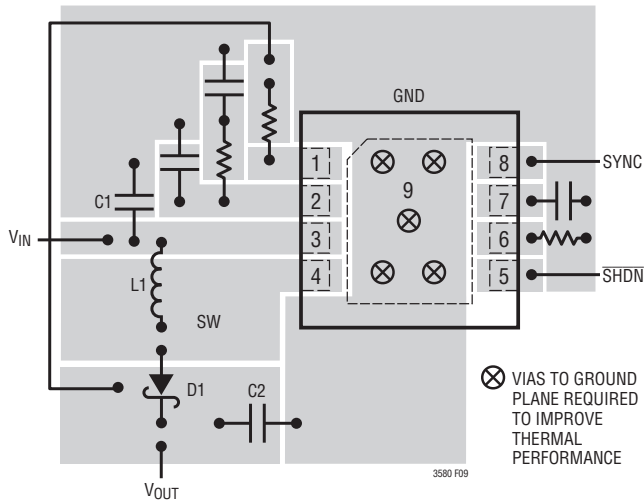 GND
1
8
SYNC
9
C1
2
7
VIN
3
6
L1
4
5
SHDN
SW
D1
C2
VIAS TO GROUND
PLANE REQUIRED
TO IMPROVE
THERMAL
PERFORMANCE
3580 F09
VOUT